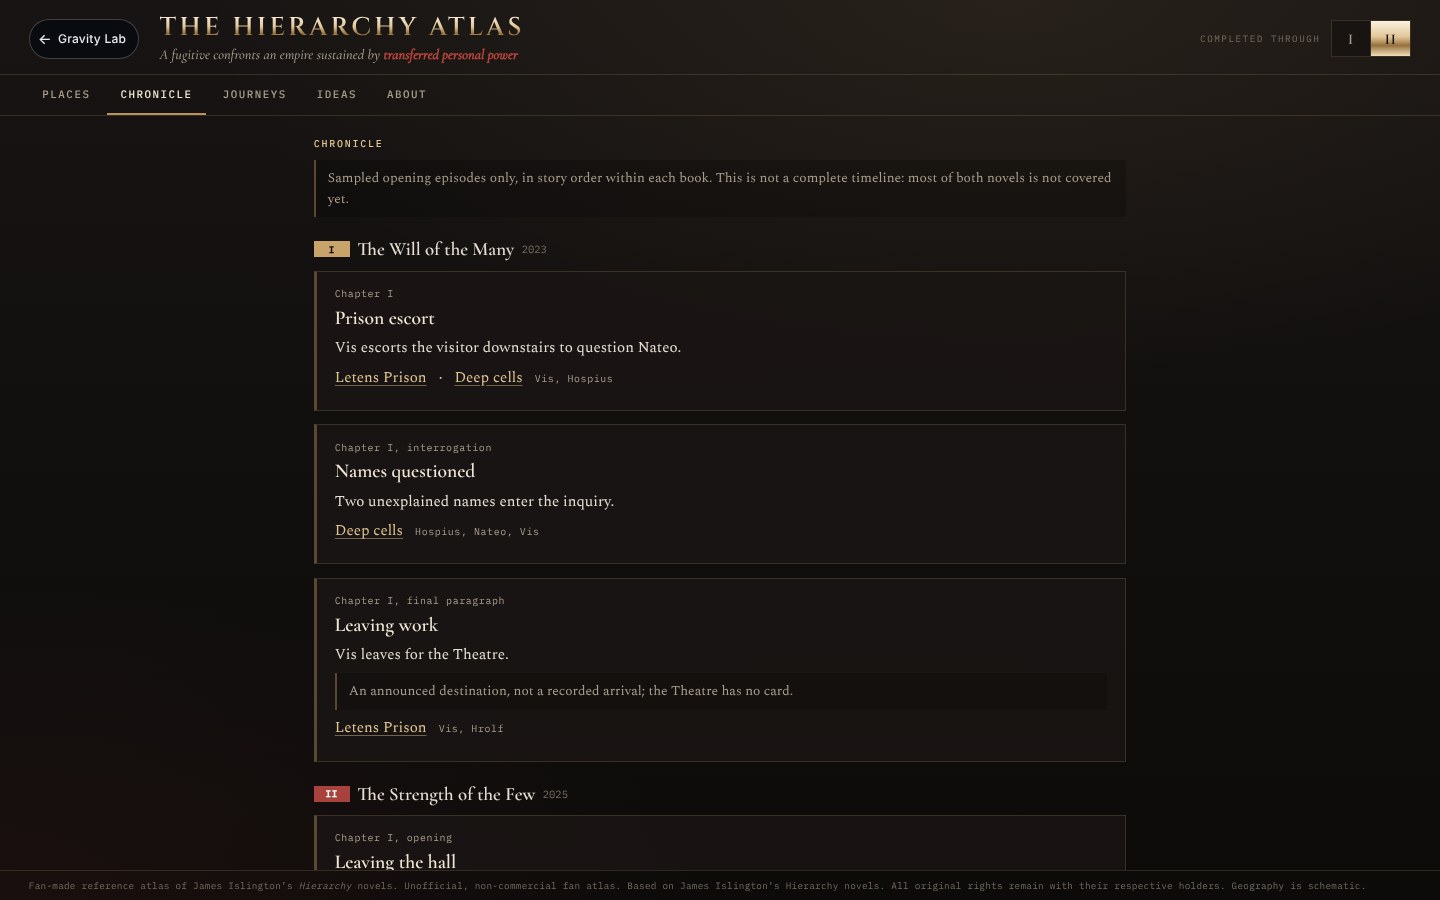 ← Gravity Lab
THE HIERARCHY ATLAS
A fugitive confronts an empire sustained by transferred personal power
COMPLETED THROUGH
I
II
PLACES
CHRONICLE
JOURNEYS
IDEAS
ABOUT
CHRONICLE
Sampled opening episodes only, in story order within each book. This is not a complete timeline: most of both novels is not covered
yet.
I The Will of the Many 2023
Chapter I
Prison escort
Vis escorts the visitor downstairs to question Nateo.
Letens Prison · Deep cells Vis, Hospius
Chapter I, interrogation
Names questioned
Two unexplained names enter the inquiry.
Deep cells Hospius, Nateo, Vis
Chapter I, final paragraph
Leaving work
Vis leaves for the Theatre.
An announced destination, not a recorded arrival; the Theatre has no card.
Letens Prison Vis, Hrolf
II The Strength of the Few 2025
Chapter I, opening
Leaving the hall
Fan-made reference atlas of James Islington's Hierarchy novels. Unofficial, non-commercial fan atlas. Based on James Islington's Hierarchy novels. All original rights remain with their respective holders. Geography is schematic.